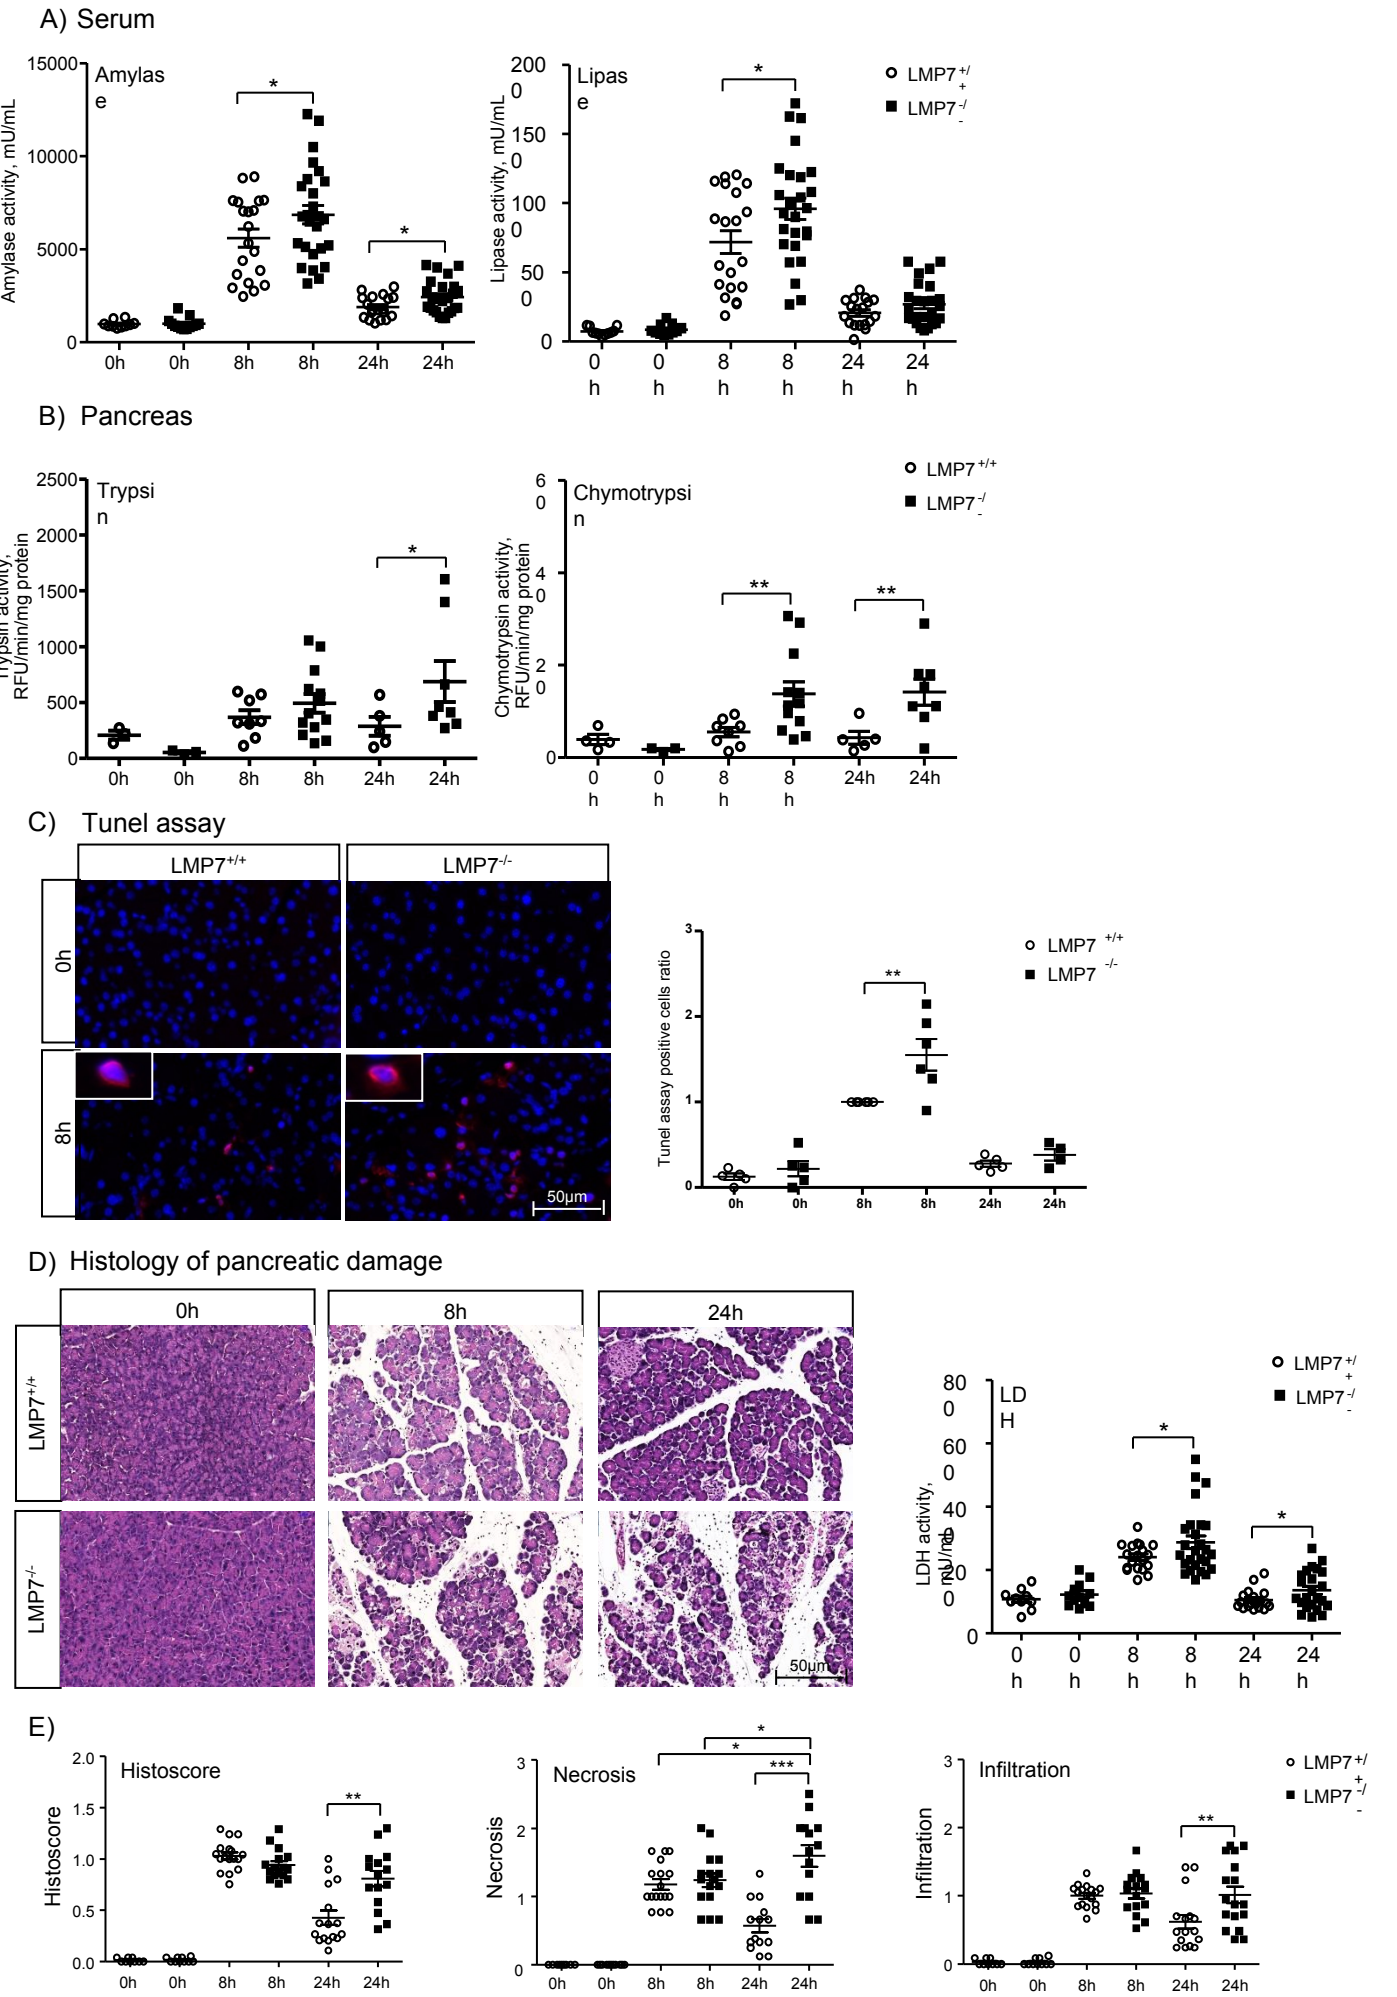 A) Serum
Amylas
e
Amylase activity, mU/mL
15000
10000
5000
0
*
*
0h 0h 8h 8h 24h 24h
Lipas
e
Lipase activity, mU/mL
200
0
150
0
100
0
50
0
0
*
0 0 8 8 24 24
h h h h h h
LMP7 +/
+
LMP7 -/
-
B) Pancreas
Trypsi
n
Trypsin activity,
RFU/min/mg protein
2500
2000
1500
1000
500
0
*
0h 0h 8h 8h 24h 24h
Chymotrypsi
n
Chymotrypsin activity,
RFU/min/mg protein
6
0
4
0
2
0
0
**
**
0 0 8 8 24h 24h
h h h h
LMP7 +/+
LMP7 -/
-
C) Tunel assay
LMP7+/+ LMP7-/-
0h
8h
50µm
Tunel assay positive cells ratio
3
2
1
0
**
0h 0h 8h 8h 24h 24h
LMP7 +/+
LMP7 -/-
D) Histology of pancreatic damage
0h 8h 24h
LMP7+/+
LMP7-/-
50µm
LD
H
LDH activity,
mU/mL
80
0
60
0
40
0
20
0
0
*
*
0 0 8 8 24 24
h h h h h h
LMP7 +/
+
LMP7 -/
-
E)
Histoscore
Histoscore
2.0
1.5
1.0
0.5
0.0
**
0h 0h 8h 8h 24h 24h
Necrosis
Necrosis
3
2
1
0
*
*
***
0h 0h 8h 8h 24h 24h
Infiltration
Infiltration
3
2
1
0
**
0h 0h 8h 8h 24h 24h
LMP7 +/
+
LMP7 -/
-